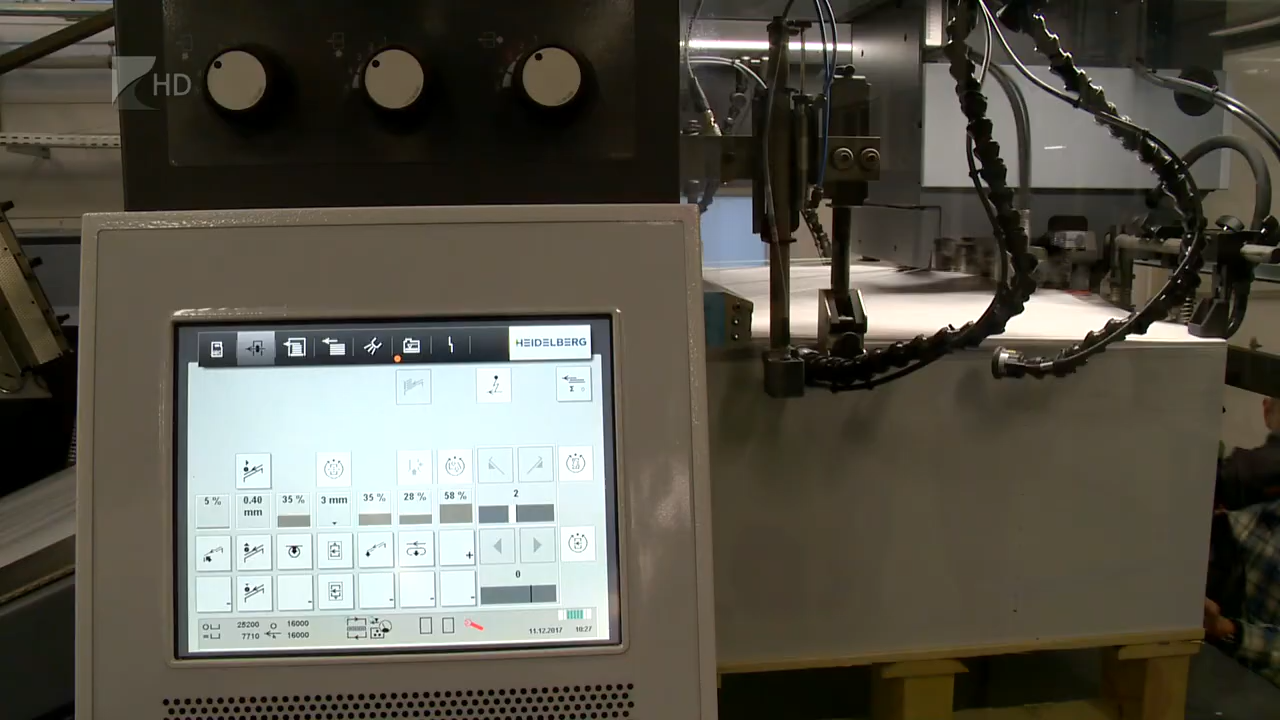 HD
HEIDELBERG
5 %
0.40 mm
35 %
3 mm
35 %
28 %
58 %
2
0
28200 16000
7710 16000
11.12.2017 10:27